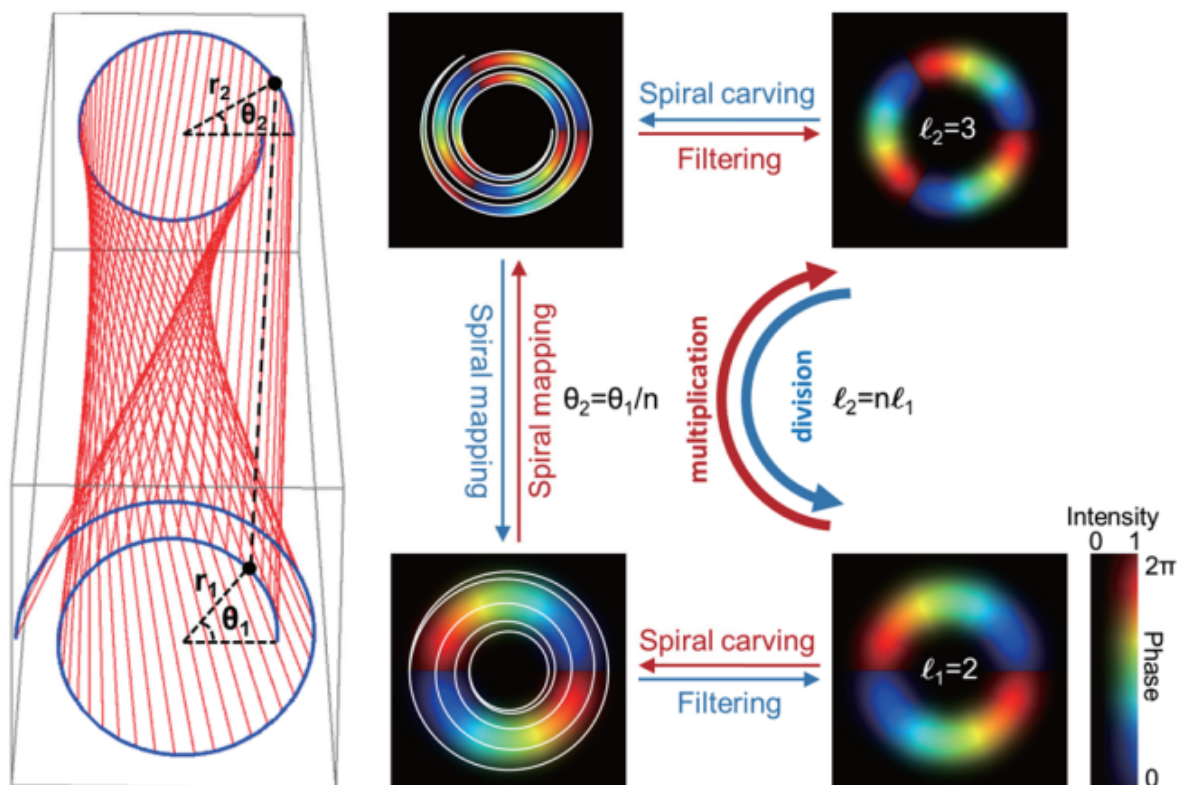 r₂
θ₂
r₁
θ₁
Spiral carving
Filtering
ℓ₂=3
Spiral mapping
Spiral mapping
θ₂=θ₁/n
multiplication
division
ℓ₂=nℓ₁
Spiral carving
Filtering
ℓ₁=2
Intensity
0 1
2π
Phase
0